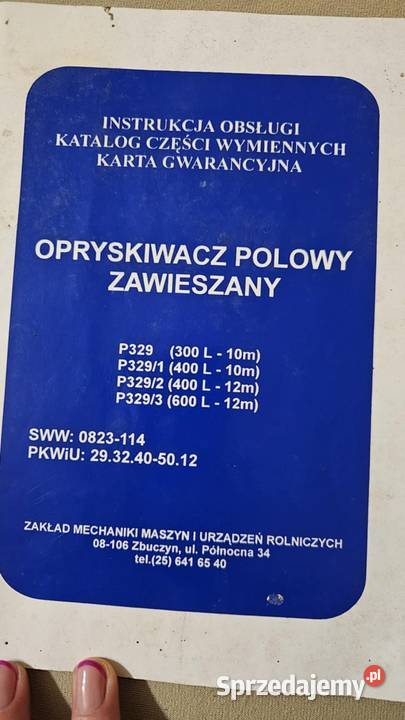 INSTRUKCJA OBSŁUGI
KATALOG CZĘŚCI WYMIENNYCH
KARTA GWARANCYJNA
OPRYSKIWACZ POLOWY
ZAWIESZANY
P329 (300 L - 10m)
P329/1 (400 L - 10m)
P329/2 (400 L - 12m)
P329/3 (600 L - 12m)
SWW: 0823-114
PKWiU: 29.32.40-50.12
ZAKŁAD MECHANIKI MASZYN I URZĄDZEŃ ROLNICZYCH
08-106 Zbuczyn, ul. Północna 34
tel.(25) 641 65 40
Sprzedajemy.pl